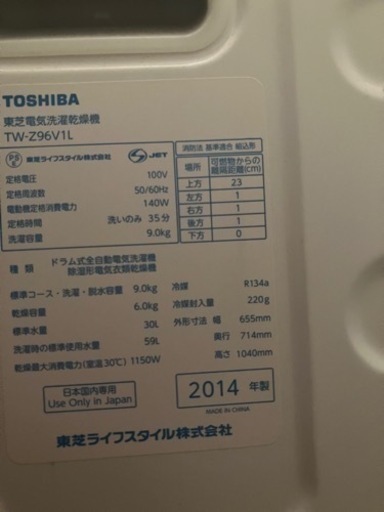 TOSHIBA
東芝電気洗濯乾燥機
TW-Z96V1L
PS E 東芝ライフスタイル株式会社 S JET
定格電圧 100V
定格周波数 50/60Hz
電動機定格消費電力 140W
定格時間 洗いのみ 35分
洗濯容量 9.0kg
消防法 基準適合 組込形
場所 可燃物からの離隔距離(cm)
上方 23
左方 1
右方 1
後方 1
下方 0
種類 ドラム式全自動電気洗濯機
除湿形電気衣類乾燥機
標準コース・洗濯・脱水容量 9.0kg
乾燥容量 6.0kg
標準水量 30L
洗濯時の標準使用水量 59L
乾燥最大消費電力(室温30℃) 1150W
冷媒 R134a
冷媒封入量 220g
外形寸法 幅 655mm
奥行 714mm
高さ 1040mm
日本国内専用
Use Only in Japan
2014 年製
MADE IN CHINA
東芝ライフスタイル株式会社